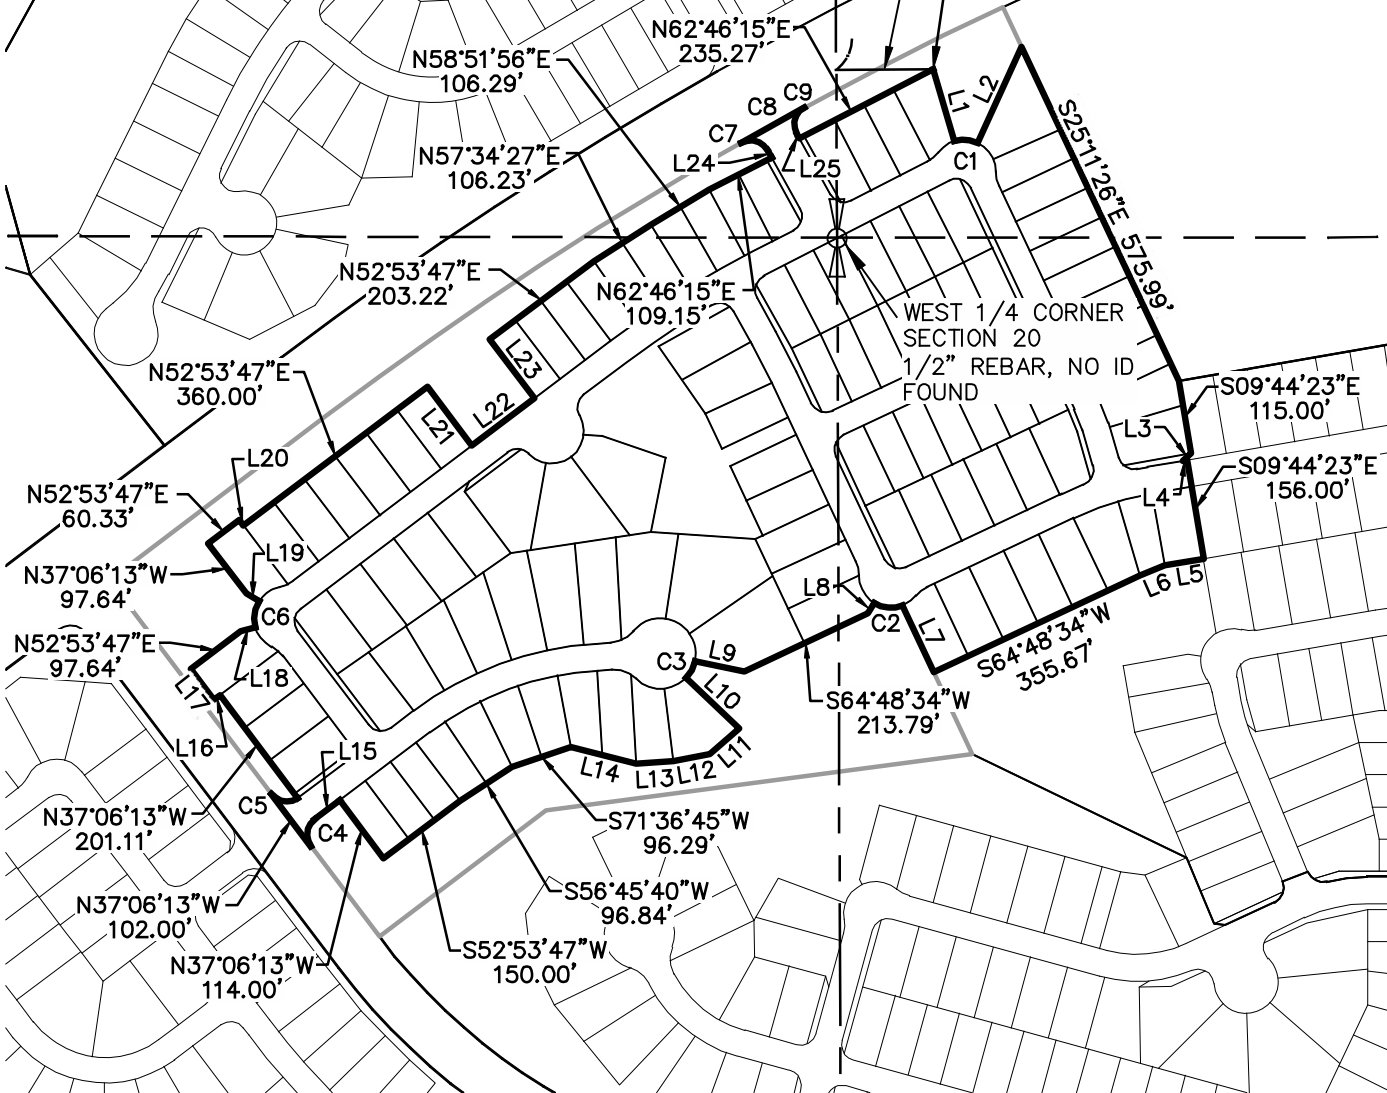 N62°46'15"E
235.27'
N58°51'56"E
106.29'
C9
C8
C7
L1
L2
N57°34'27"E
106.23'
L24
L25
C1
S25°11'26"E 575.99'
N52°53'47"E
203.22'
N62°46'15"E
109.15'
WEST 1/4 CORNER
SECTION 20
1/2" REBAR, NO ID
FOUND
L23
N52°53'47"E
360.00'
L22
L21
S09°44'23"E
115.00'
L3
L20
S09°44'23"E
156.00'
L4
N52°53'47"E
60.33'
L19
N37°06'13"W
97.64'
L6
L5
L8
C6
C2
L7
N52°53'47"E
97.64'
S64°48'34"W
355.67'
L9
C3
L18
L17
L10
S64°48'34"W
213.79'
L16
L15
L11
L14
L13
L12
C5
C4
N37°06'13"W
201.11'
S71°36'45"W
96.29'
N37°06'13"W
102.00'
S56°45'40"W
96.84'
N37°06'13"W
114.00'
S52°53'47"W
150.00'